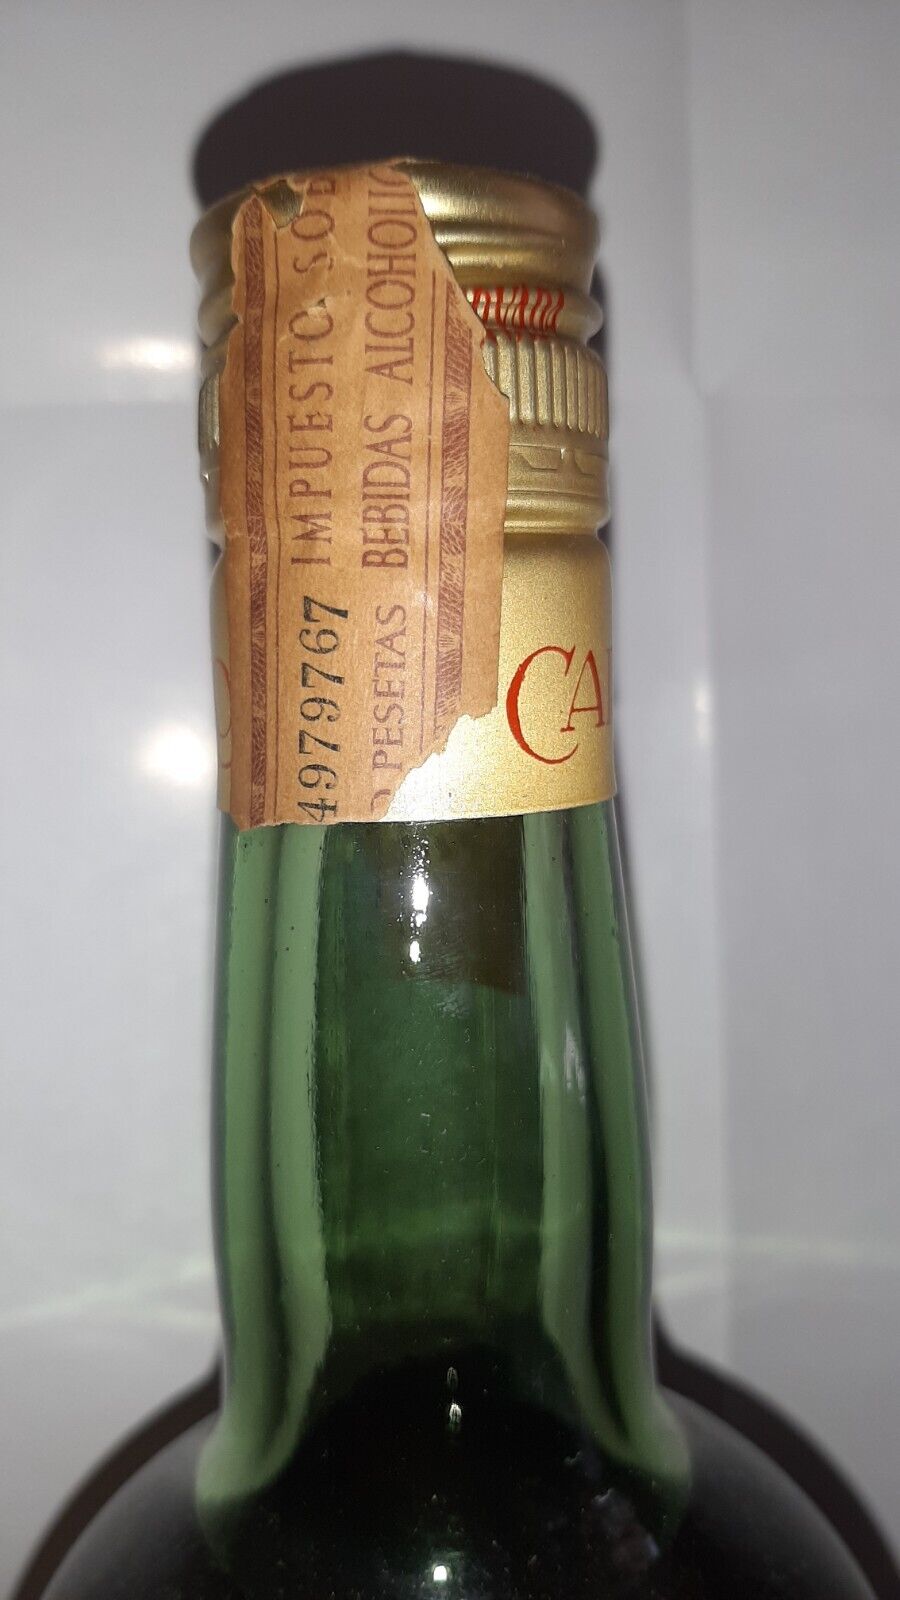 4979767 IMPUESTO SOB
PESETAS BEBIDAS ALCOHOLIC
CA